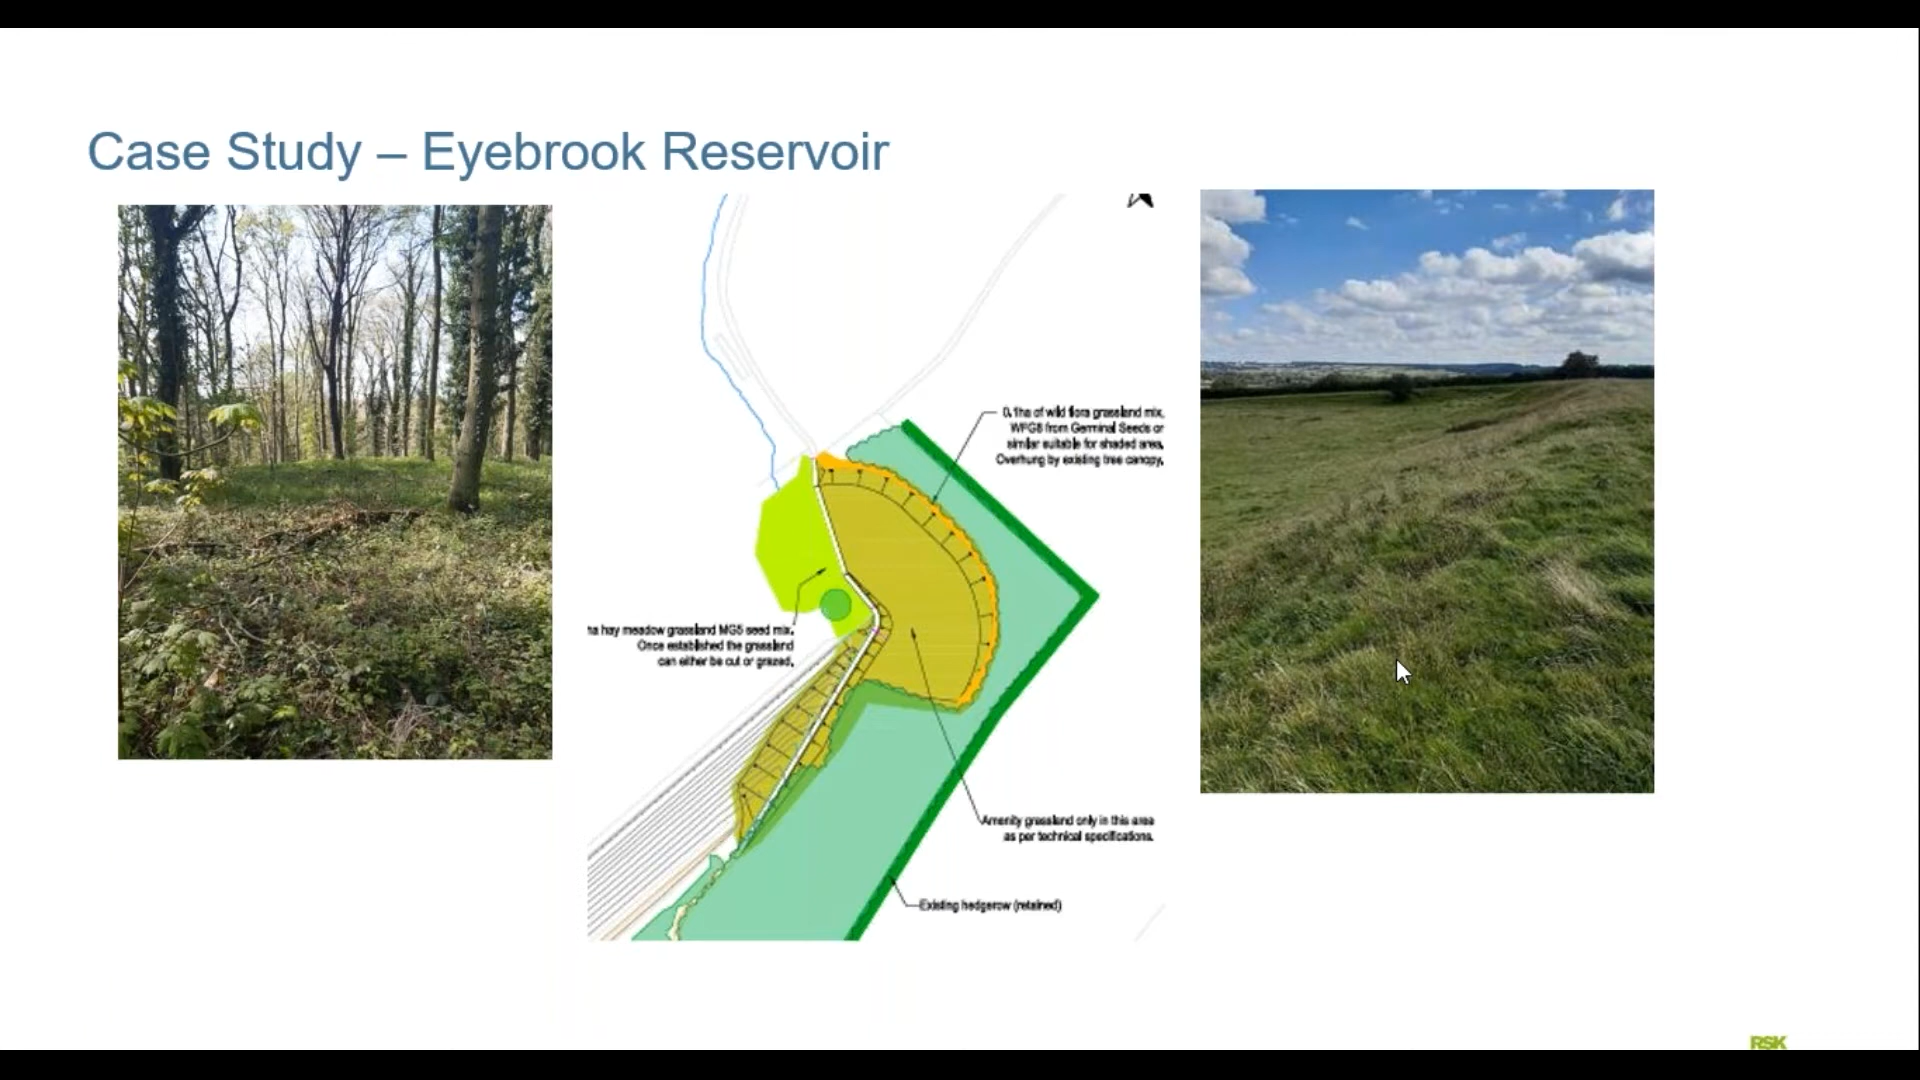 Case Study – Eyebrook Reservoir
0.1ha of wild flora grassland mix,
WFG8 from Germinal Seeds or
similar suitable for shaded area.
Overhung by existing tree canopy.
ha hay meadow grassland MG5 seed mix.
Once established the grassland
can either be cut or grazed.
Amenity grassland only in this area
as per technical specifications.
Existing hedgerow (retained)
RSK